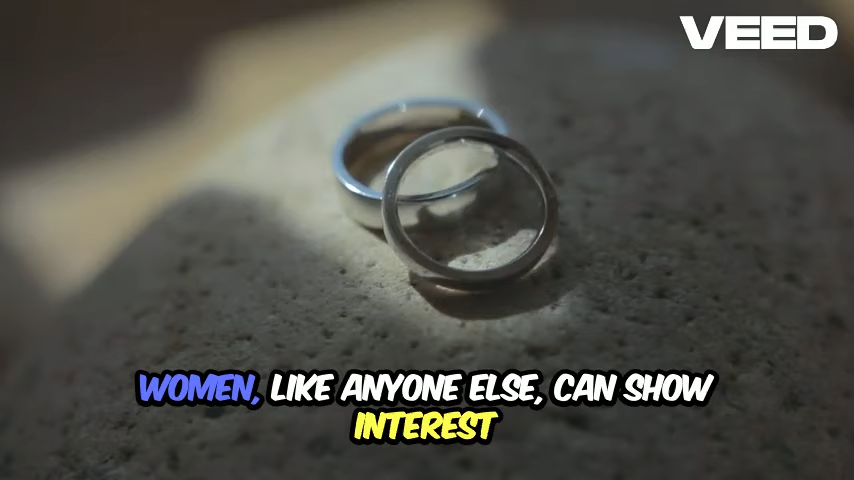 VEED
WOMEN, LIKE ANYONE ELSE, CAN SHOW
INTEREST